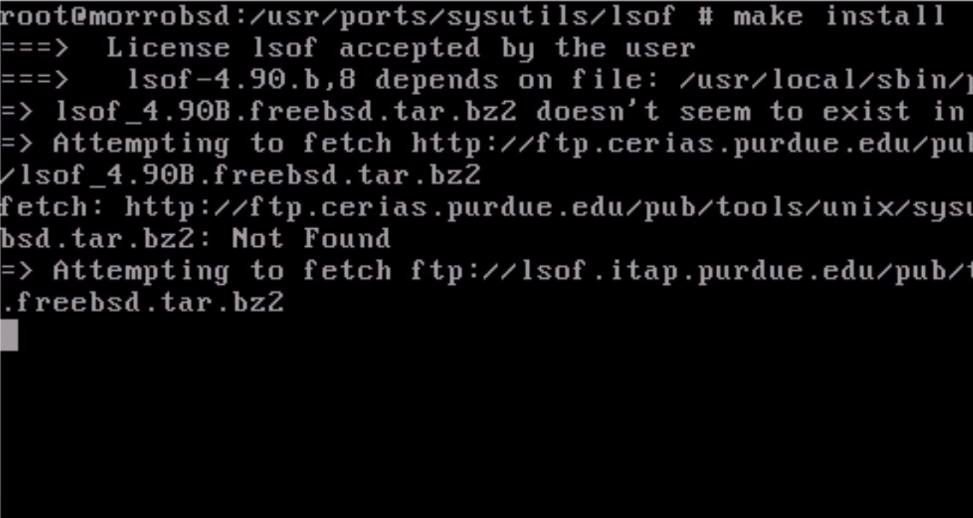 root@morrobsd:/usr/ports/sysutils/lsof # make install
===>  License lsof accepted by the user
===>   lsof-4.90.b,8 depends on file: /usr/local/sbin/
=> lsof_4.90B.freebsd.tar.bz2 doesn't seem to exist in
=> Attempting to fetch http://ftp.cerias.purdue.edu/pub
/lsof_4.90B.freebsd.tar.bz2
fetch: http://ftp.cerias.purdue.edu/pub/tools/unix/sysu
bsd.tar.bz2: Not Found
=> Attempting to fetch ftp://lsof.itap.purdue.edu/pub/t
.freebsd.tar.bz2